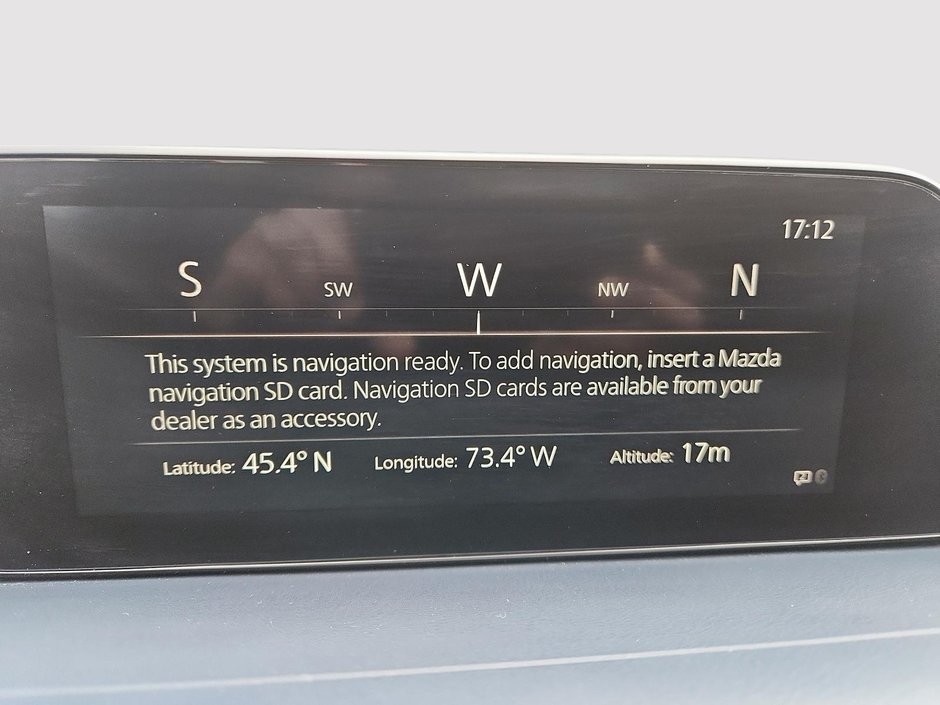 17:12
S SW W NW N
This system is navigation ready. To add navigation, insert a Mazda
navigation SD card. Navigation SD cards are available from your
dealer as an accessory.
Latitude: 45.4° N Longitude: 73.4° W Altitude: 17m